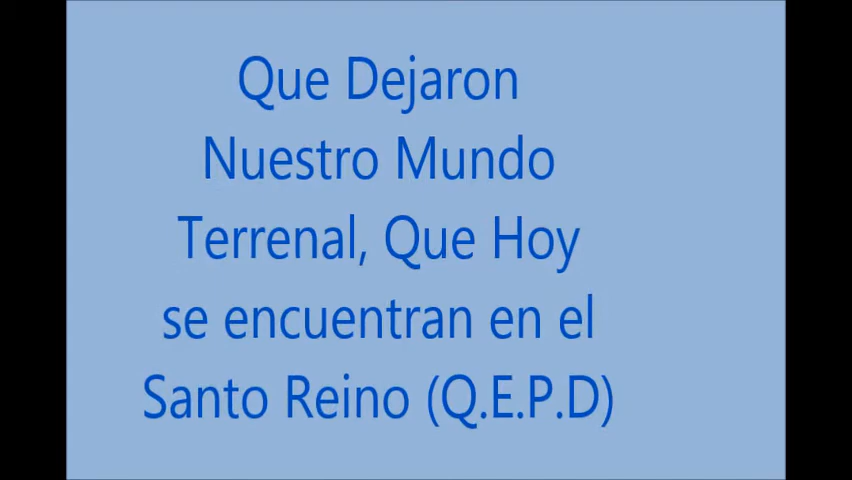 Que Dejaron
Nuestro Mundo
Terrenal, Que Hoy
se encuentran en el
Santo Reino (Q.E.P.D)